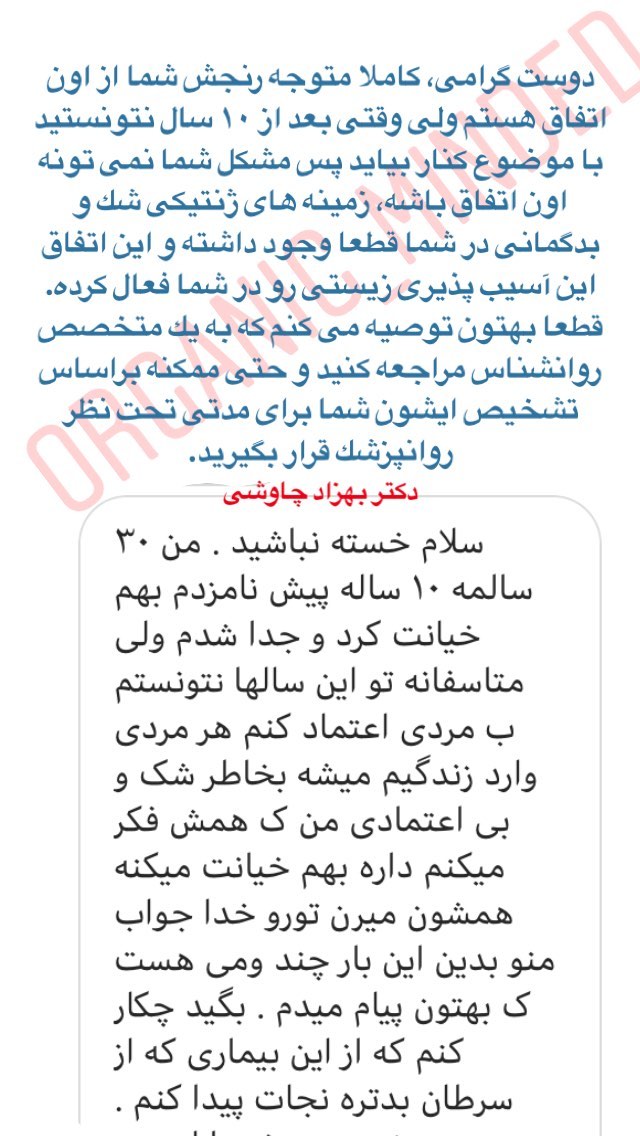 دوست گرامی، کاملا متوجه رنجش شما از اون
اتفاق هستم ولی وقتی بعد از ۱۰ سال نتونستید
با موضوع کنار بیاید پس مشکل شما نمی تونه
اون اتفاق باشه، زمینه های ژنتیکی شك و
بدگمانی در شما قطعا وجود داشته و این اتفاق
این آسیب پذیری زیستی رو در شما فعال کرده.
قطعا بهتون توصیه می کنم که به یك متخصص
روانشناس مراجعه کنید و حتی ممکنه براساس
تشخیص ایشون شما برای مدتی تحت نظر
روانپزشك قرار بگیرید.
دکتر بهزاد چاوشی
سلام خسته نباشید . من ۳۰
سالمه ۱۰ ساله پیش نامزدم بهم
خیانت کرد و جدا شدم ولی
متاسفانه تو این سالها نتونستم
ب مردی اعتماد کنم هر مردی
وارد زندگیم میشه بخاطر شک و
بی اعتمادی من ک همش فکر
میکنم داره بهم خیانت میکنه
همشون میرن تورو خدا جواب
منو بدین این بار چند ومی هست
ک بهتون پیام میدم . بگید چکار
کنم که از این بیماری که از
سرطان بدتره نجات پیدا کنم .
ORGANIC_MINDED